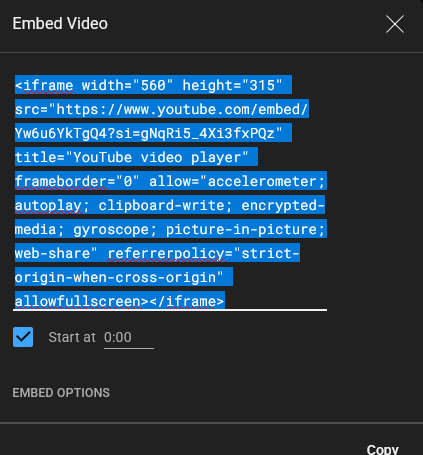 Embed Video
<iframe width="560" height="315"
src="https://www.youtube.com/embed/
Yw6u6YkTgQ4?si=gNqRi5_4Xi3fxPQz"
title="YouTube video player"
frameborder="0" allow="accelerometer;
autoplay; clipboard-write; encrypted-
media; gyroscope; picture-in-picture;
web-share" referrerpolicy="strict-
origin-when-cross-origin"
allowfullscreen></iframe>
Start at 0:00
EMBED OPTIONS
Copy